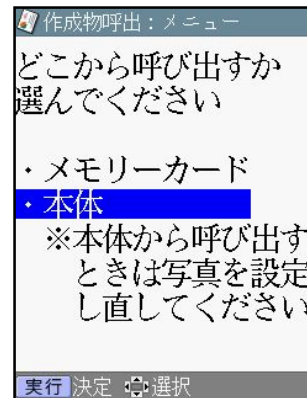 作成物呼出：メニュー
どこから呼び出すか
選んでください
・メモリーカード
・本体
※本体から呼び出す
ときは写真を設定
し直してください
実行 決定 選択